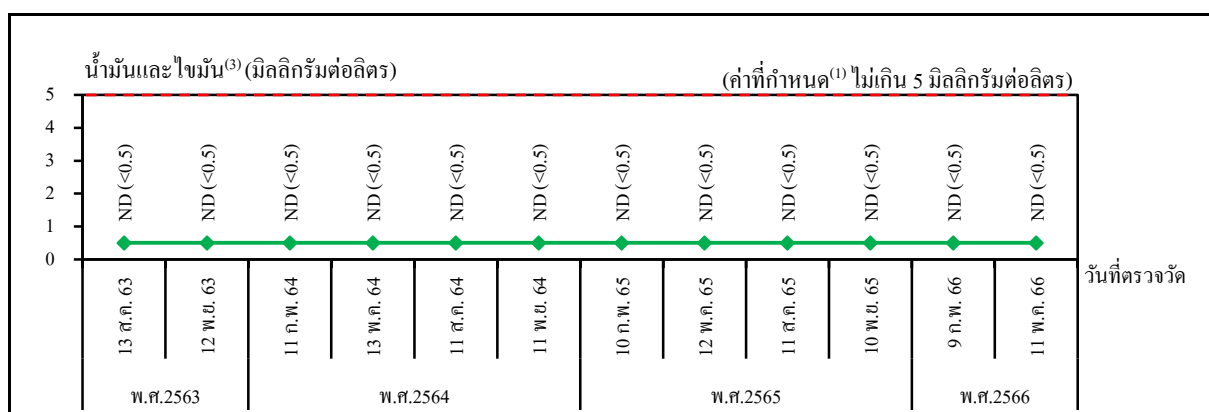 น้ำมันและไขมัน⁽³⁾ (มิลลิกรัมต่อลิตร)
(ค่าที่กำหนด⁽¹⁾ ไม่เกิน 5 มิลลิกรัมต่อลิตร)
5
4
3
2
1
0
ND (<0.5)
ND (<0.5)
ND (<0.5)
ND (<0.5)
ND (<0.5)
ND (<0.5)
ND (<0.5)
ND (<0.5)
ND (<0.5)
ND (<0.5)
ND (<0.5)
ND (<0.5)
วันที่ตรวจวัด
13 ส.ค. 63
12 พ.ย. 63
11 ก.พ. 64
13 พ.ค. 64
11 ส.ค. 64
11 พ.ย. 64
10 ก.พ. 65
12 พ.ค. 65
11 ส.ค. 65
10 พ.ย. 65
9 ก.พ. 66
11 พ.ค. 66
พ.ศ.2563
พ.ศ.2564
พ.ศ.2565
พ.ศ.2566